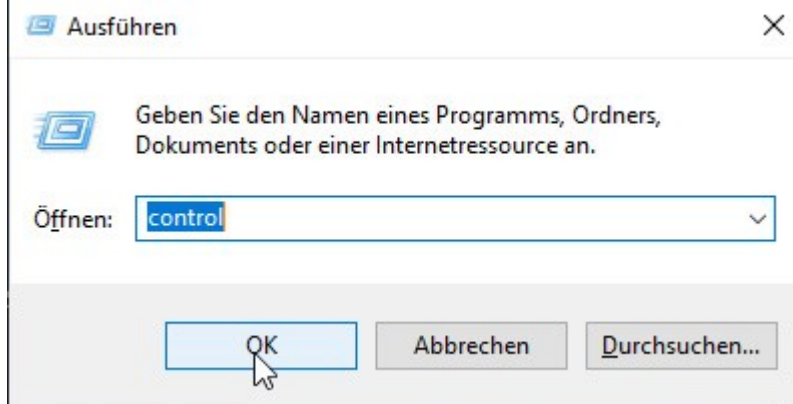 Ausführen
Geben Sie den Namen eines Programms, Ordners,
Dokuments oder einer Internetressource an.
Öffnen: control
OK Abbrechen Durchsuchen...